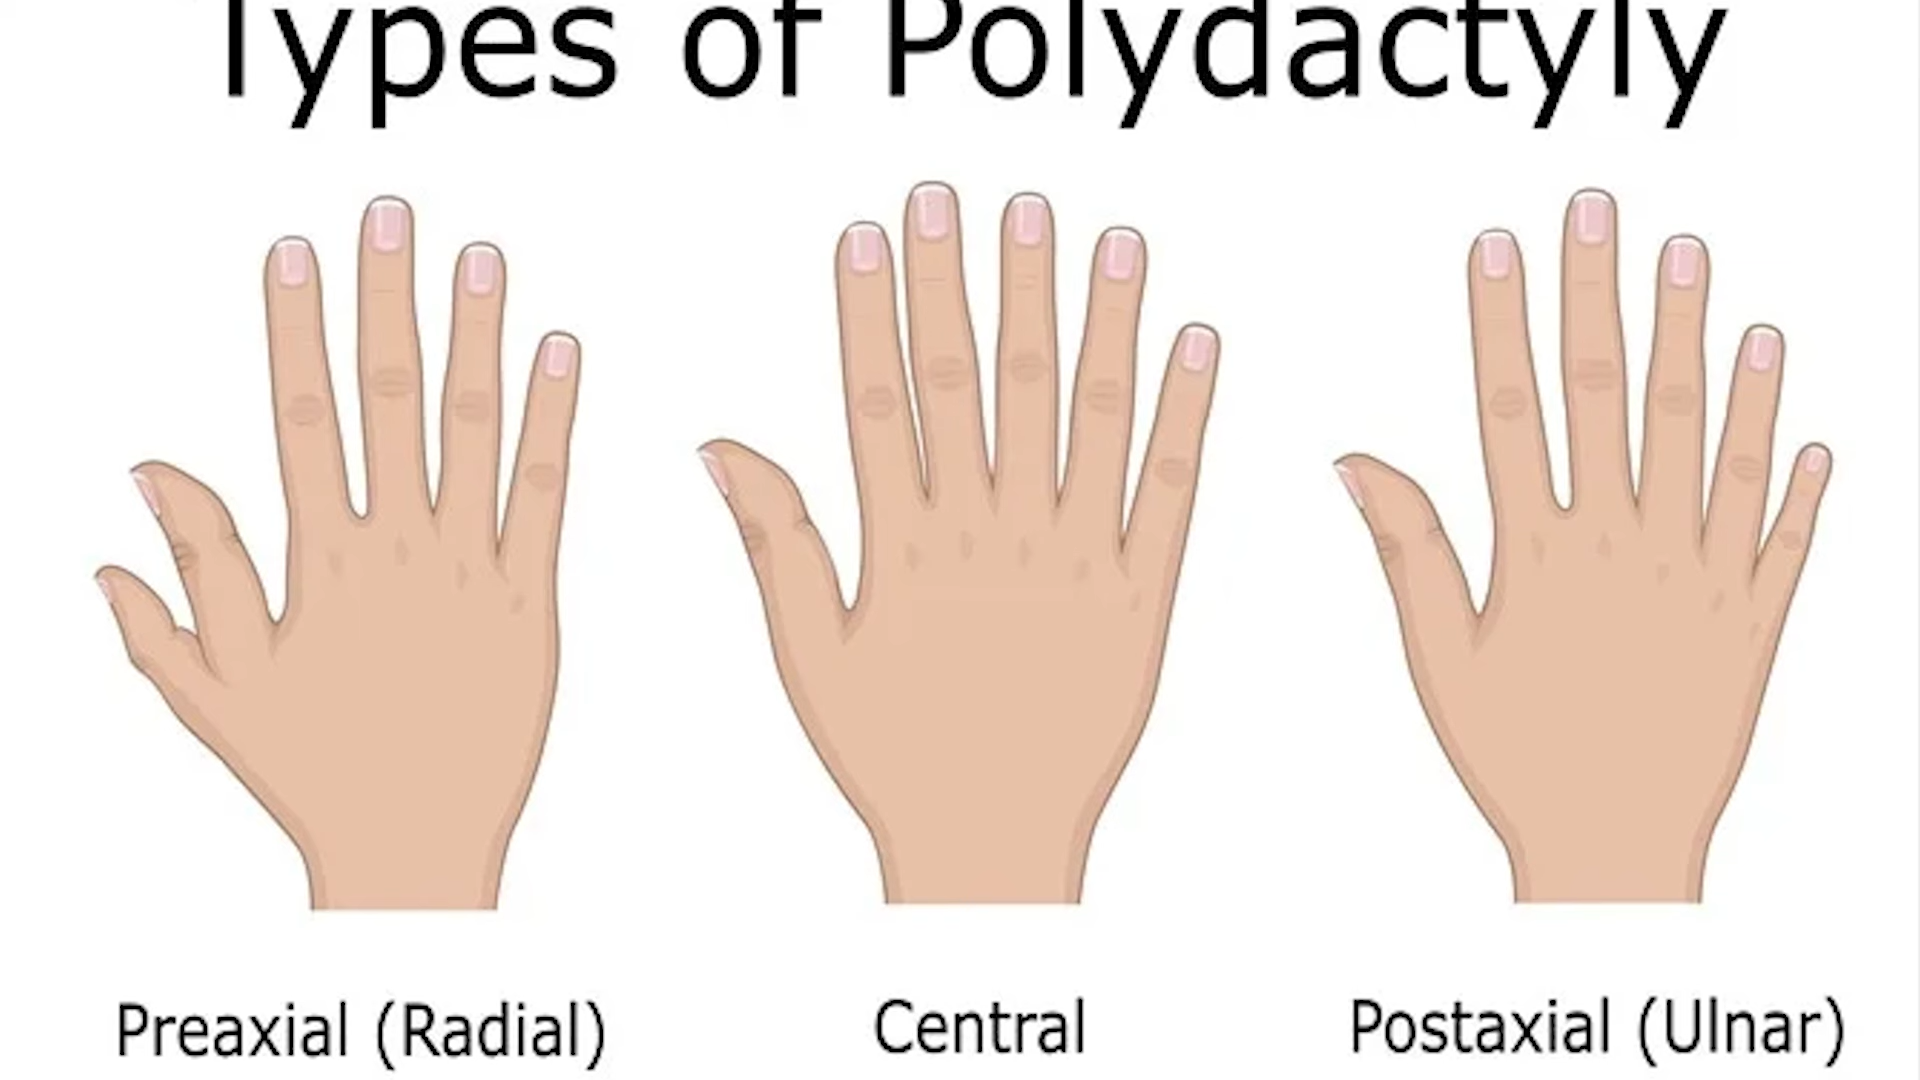 Types of Polydactyly
Preaxial (Radial)
Central
Postaxial (Ulnar)